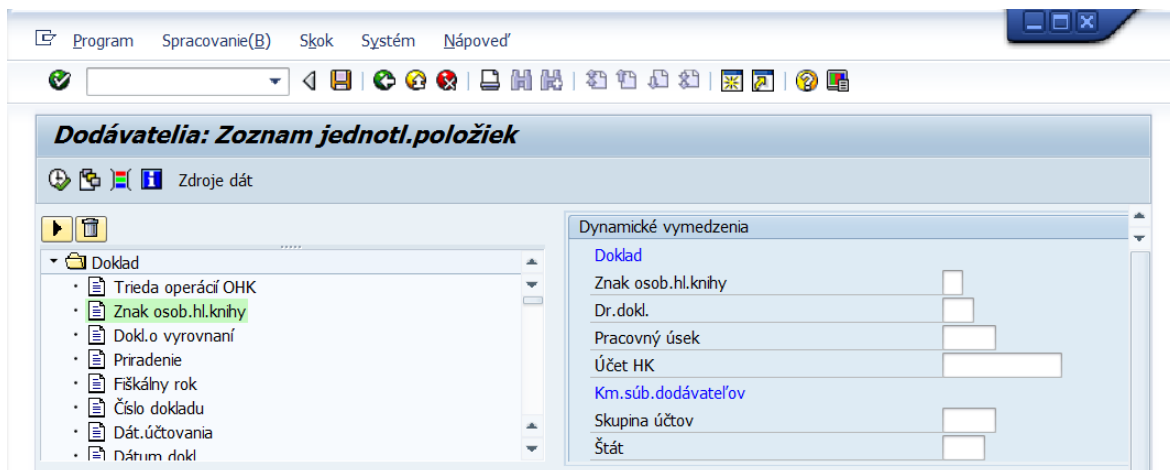 Program Spracovanie(B) Skok Systém Nápoveď
Dodávatelia: Zoznam jednotl.položiek
Zdroje dát
Doklad
Trieda operácií OHK
Znak osob.hl.knihy
Dokl.o vyrovnaní
Priradenie
Fiškálny rok
Číslo dokladu
Dát.účtovania
Dátum dokl
Dynamické vymedzenia
Doklad
Znak osob.hl.knihy
Dr.dokl.
Pracovný úsek
Účet HK
Km.súb.dodávateľov
Skupina účtov
Štát